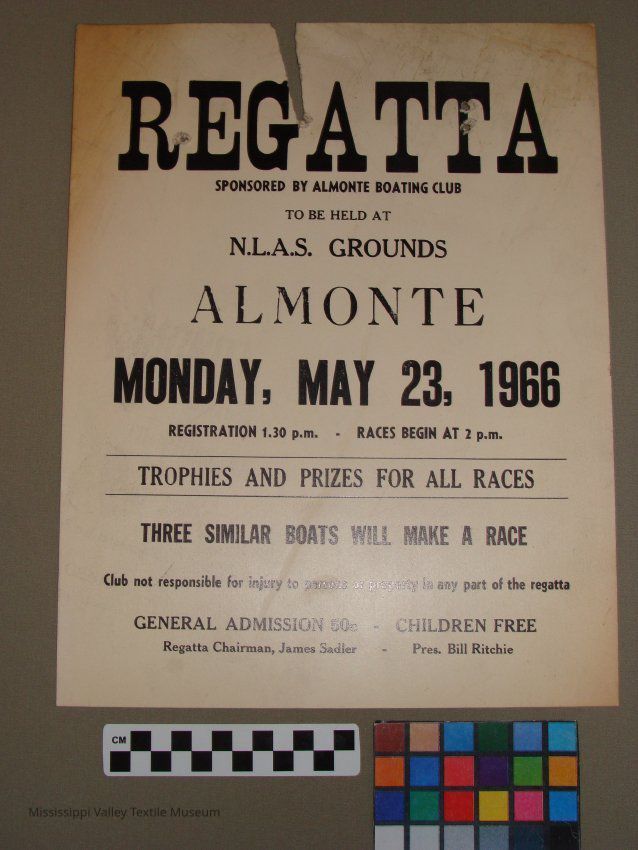 REGATTA
SPONSORED BY ALMONTE BOATING CLUB
TO BE HELD AT
N.L.A.S. GROUNDS
ALMONTE
MONDAY, MAY 23, 1966
REGISTRATION 1.30 p.m. - RACES BEGIN AT 2 p.m.
TROPHIES AND PRIZES FOR ALL RACES
THREE SIMILAR BOATS WILL MAKE A RACE
Club not responsible for injury to persons or property in any part of the regatta
GENERAL ADMISSION 50c - CHILDREN FREE
Regatta Chairman, James Sadler - Pres. Bill Ritchie
CM
Mississippi Valley Textile Museum